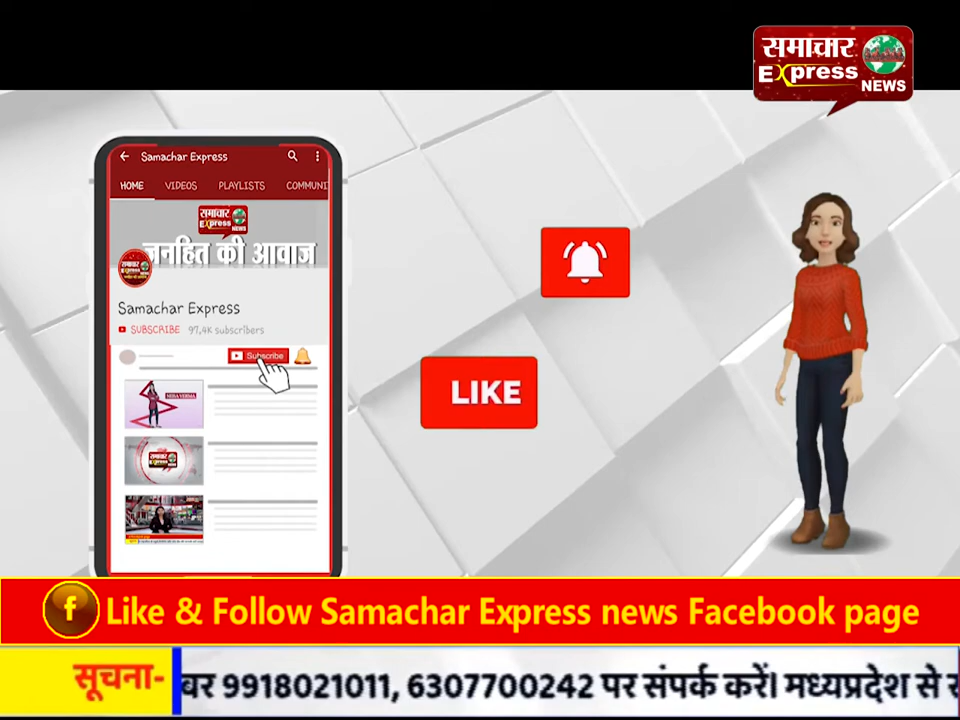 समाचार
Express
NEWS
Samachar Express
HOME VIDEOS PLAYLISTS COMMUNI
समाचार
Express
NEWS
जनहित की आवाज
Samachar Express
SUBSCRIBE 97,4K subscribers
Subscribe
LIKE
f Like & Follow Samachar Express news Facebook page
सूचना- बर 9918021011, 6307700242 पर संपर्क करें। मध्यप्रदेश से